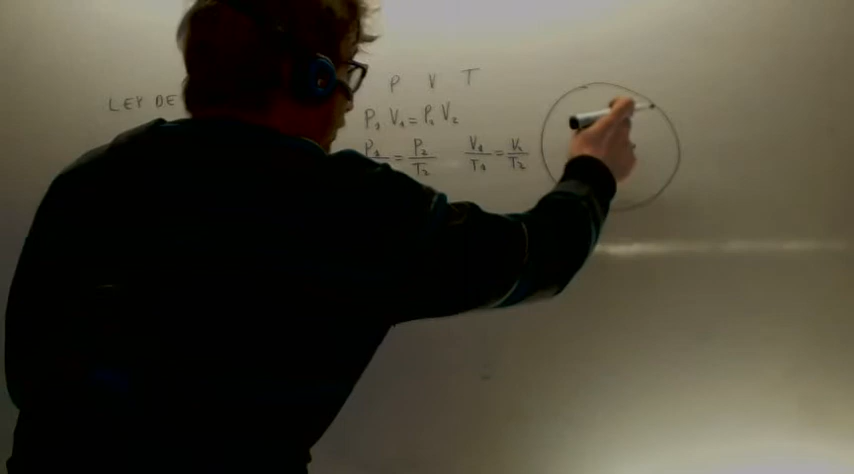 LEY DE P V T
P₁ V₁ = P₂ V₂
P₁/T₁ = P₂/T₂ V₁/T₁ = V₂/T₂